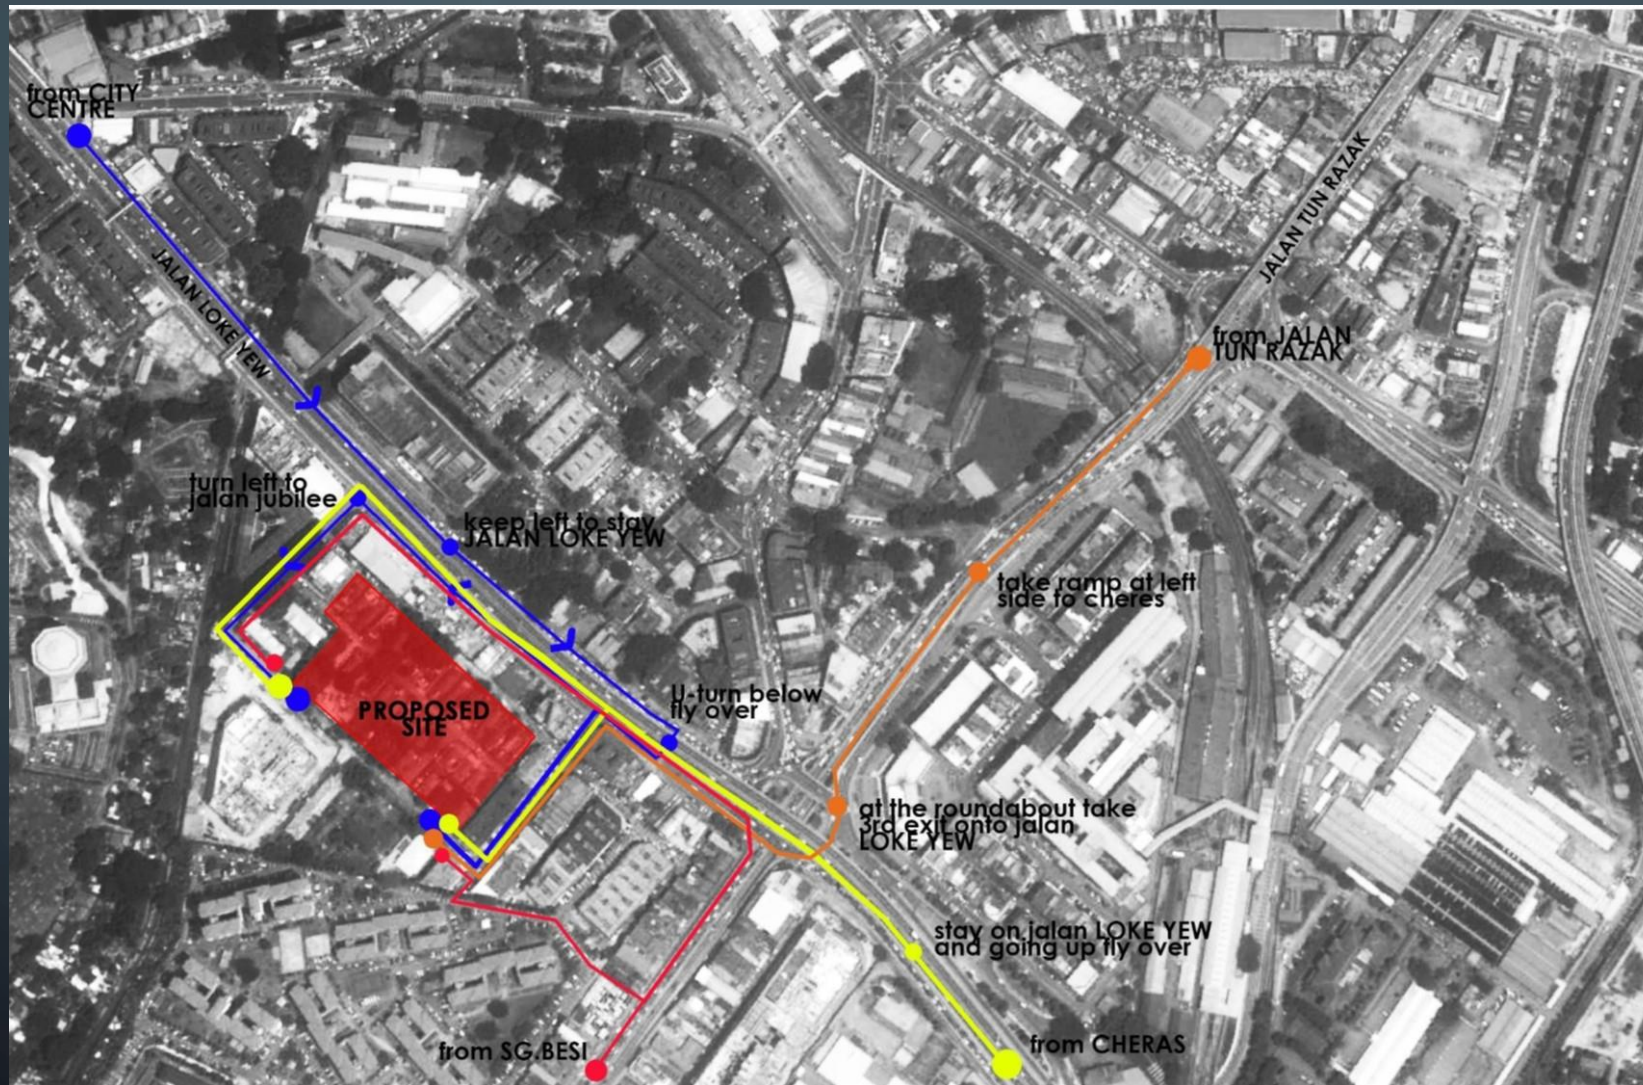 from CITY
CENTRE
JALAN LOKE YEW
JALAN TUN RAZAK
from JALAN
TUN RAZAK
turn left to
jalan jubilee
keep left to stay
JALAN LOKE YEW
take ramp at left
side to cheres
U-turn below
fly over
PROPOSED
SITE
at the roundabout take
3rd exit onto jalan
LOKE YEW
stay on jalan LOKE YEW
and going up fly over
from SG.BESI
from CHERAS